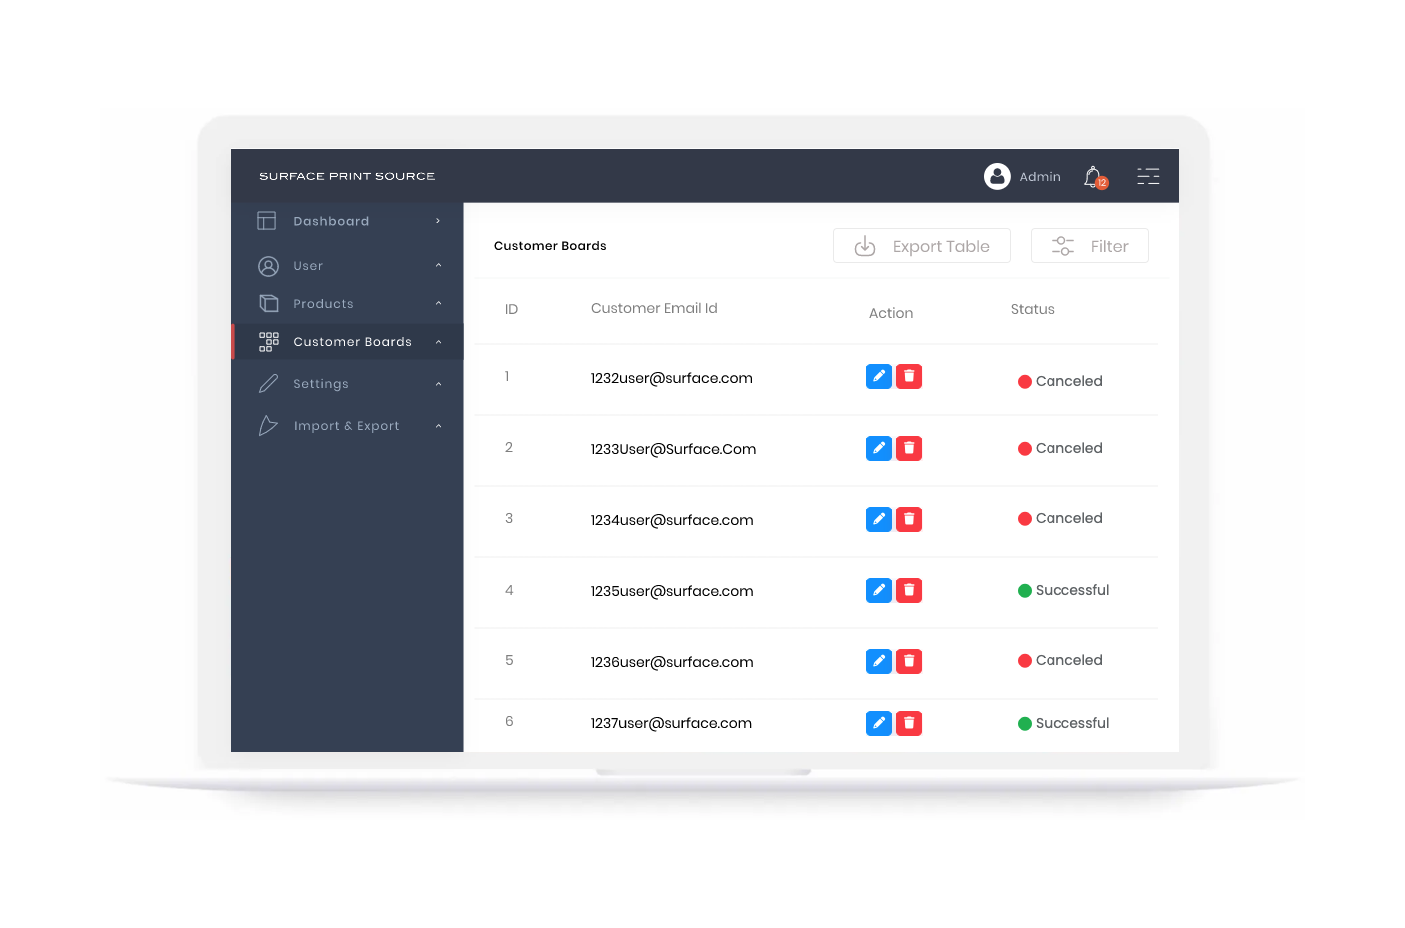 SURFACE PRINT SOURCE
Admin
12
Dashboard
User
Products
Customer Boards
Settings
Import & Export
Customer Boards
Export Table
Filter
ID Customer Email Id Action Status
1 1232user@surface.com Canceled
2 1233User@Surface.Com Canceled
3 1234user@surface.com Canceled
4 1235user@surface.com Successful
5 1236user@surface.com Canceled
6 1237user@surface.com Successful